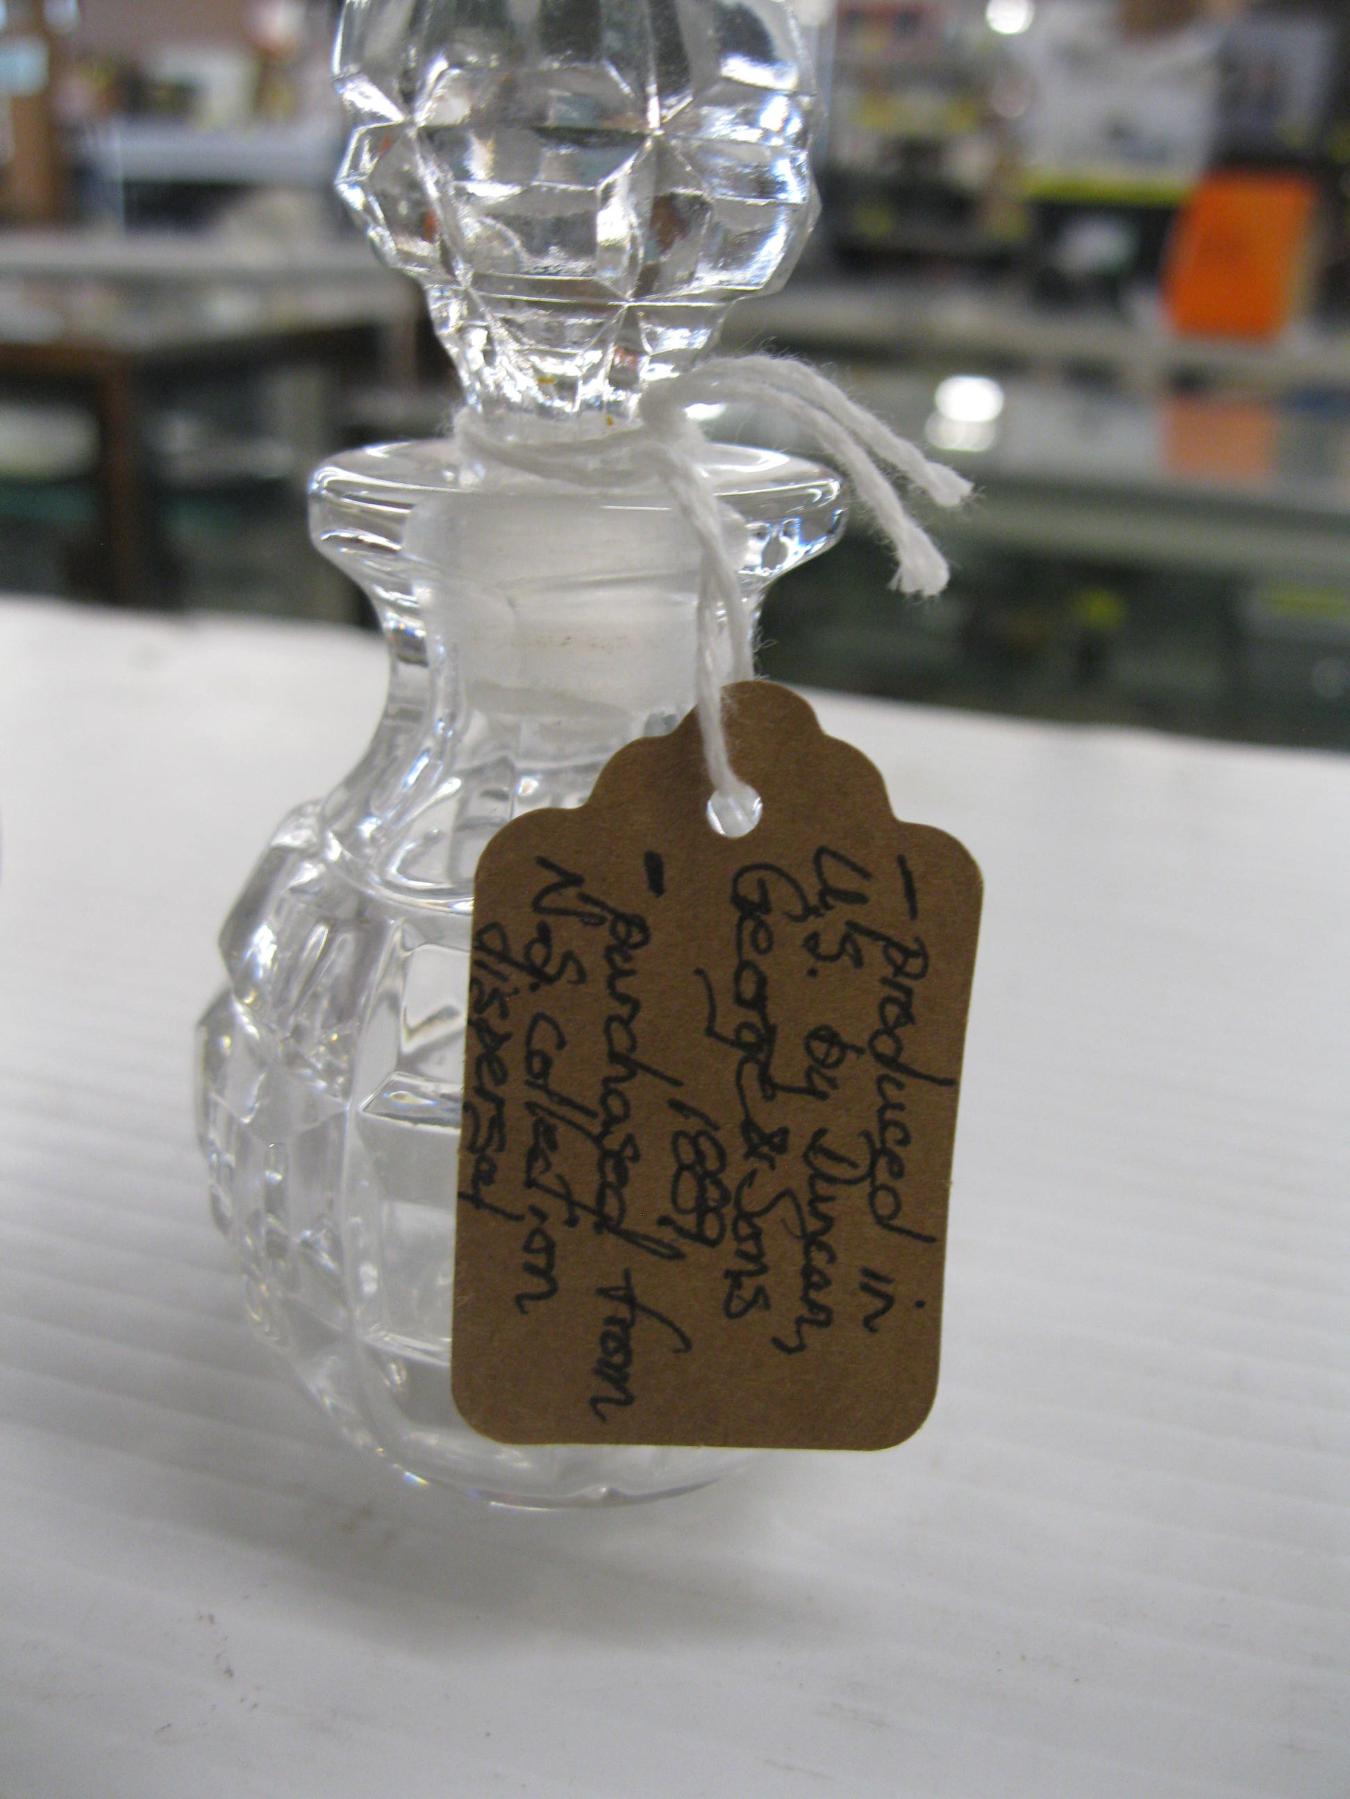 - produced in
U.S. by Duncan,
George & Sons
1889
- purchased from
N.S. collection
dispersal